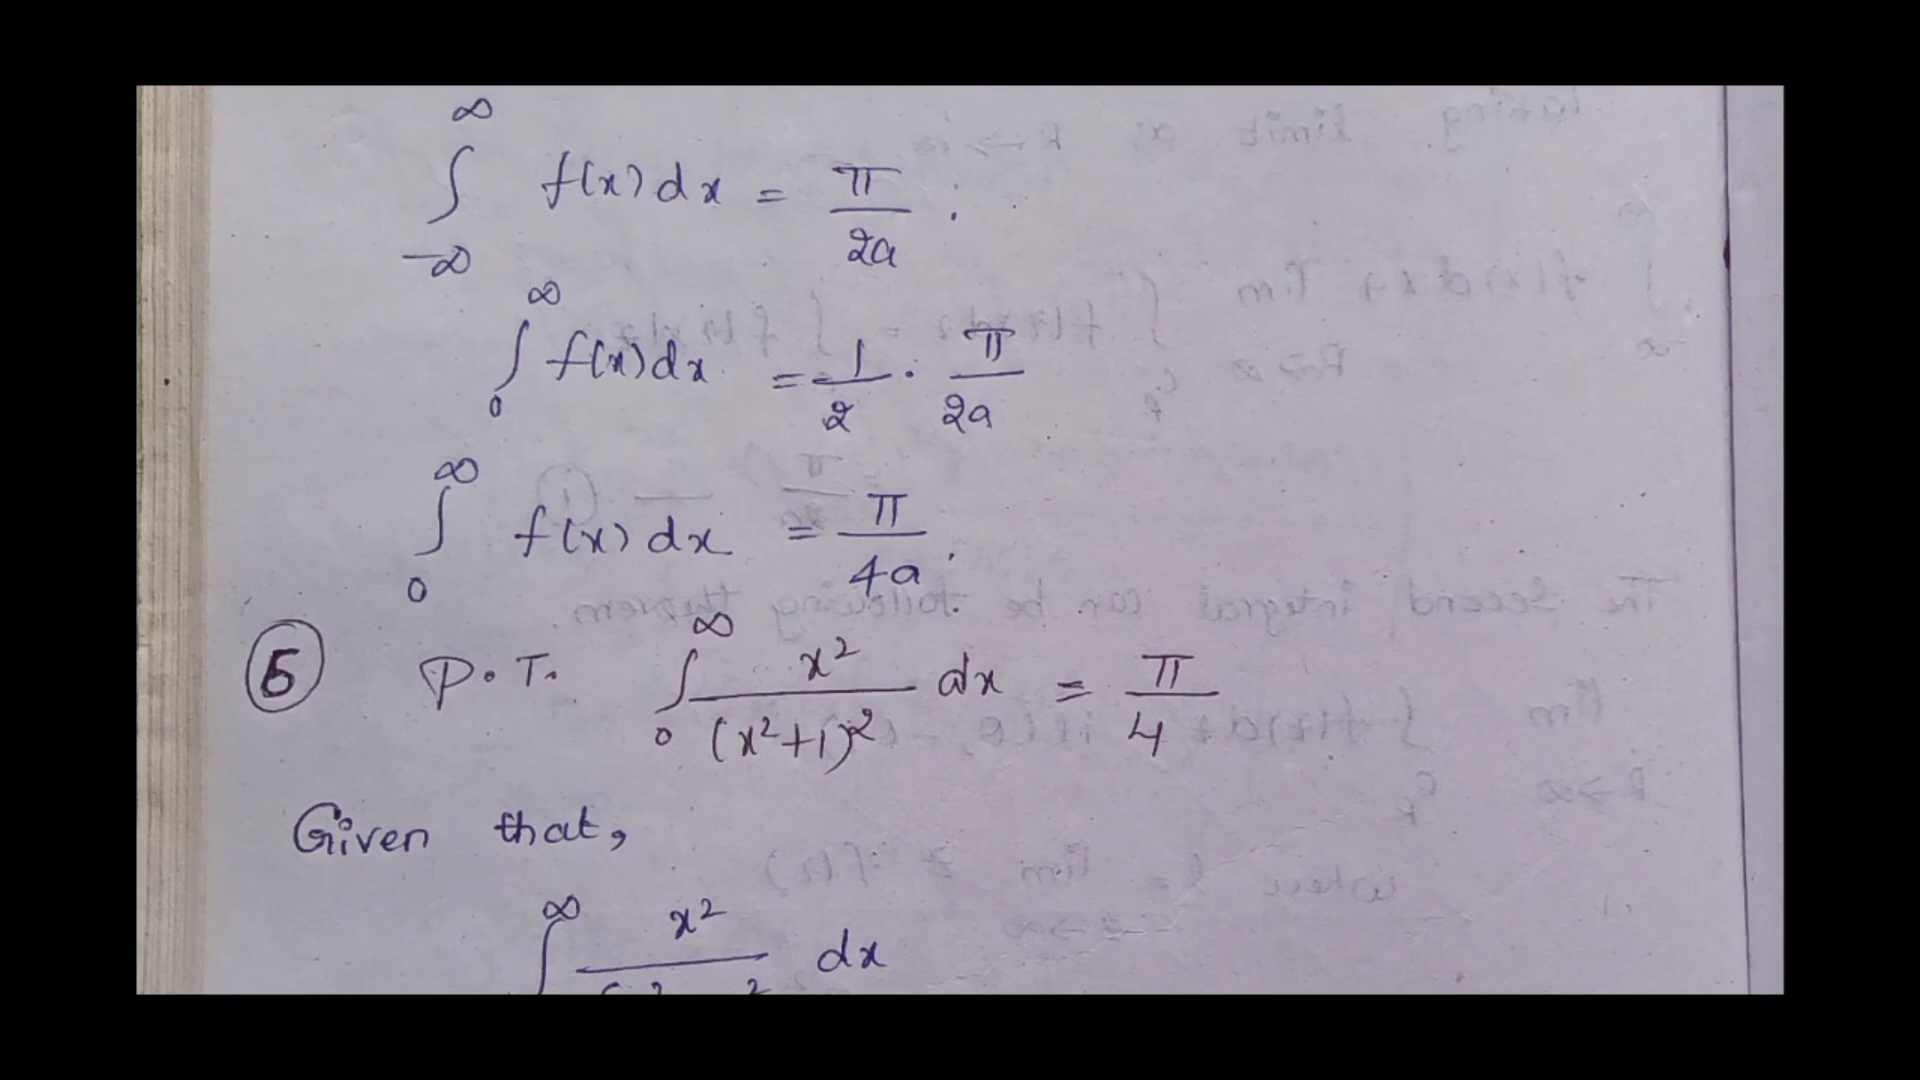 ∫_{-∞}^{∞} f(x) dx = π/2a .
∫_{0}^{∞} f(x) dx = 1/2 . π/2a
∫_{0}^{∞} f(x) dx = π/4a .
5 P.T. ∫_{0}^{∞} x²/(x²+1)² dx = π/4
Given that,
∫^{∞} x² dx